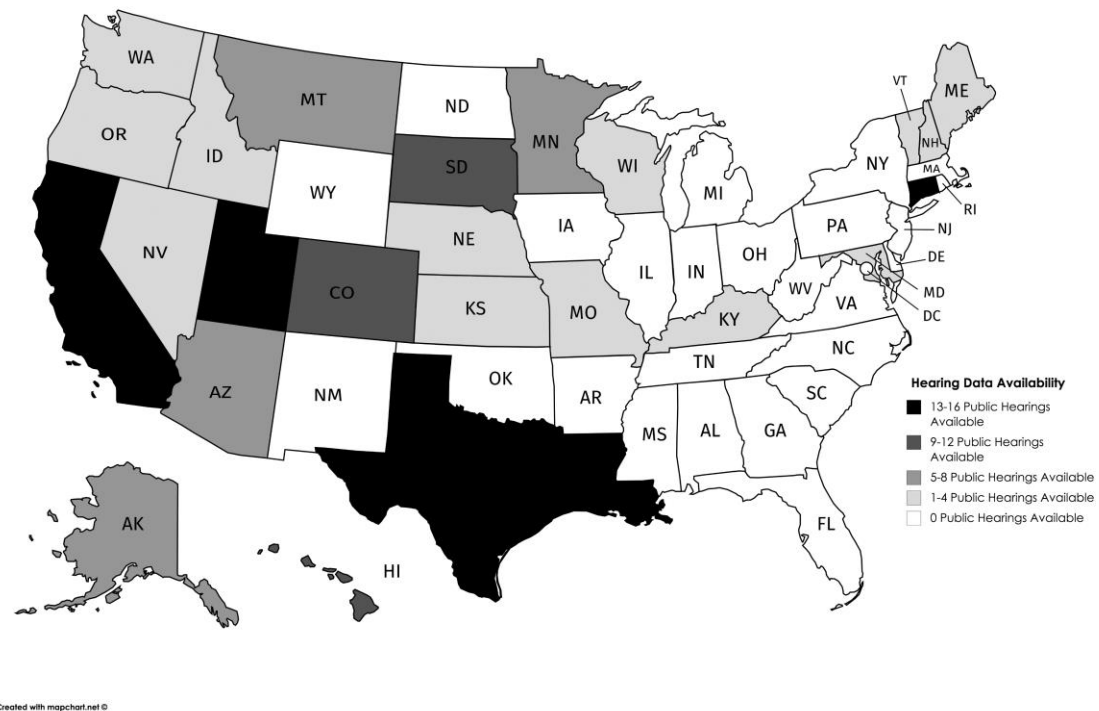 WA
MT
ND
MN
VT
ME
OR
ID
SD
WI
NH
NY
MA
WY
MI
RI
IA
PA
NJ
NE
OH
DE
NV
IL
IN
CO
WV
MD
KS
MO
VA
DC
KY
NC
TN
OK
AZ
NM
AR
SC
MS
AL
GA
Hearing Data Availability
13-16 Public Hearings
Available
9-12 Public Hearings
Available
5-8 Public Hearings Available
1-4 Public Hearings Available
0 Public Hearings Available
AK
FL
HI
Created with mapchart.net ©